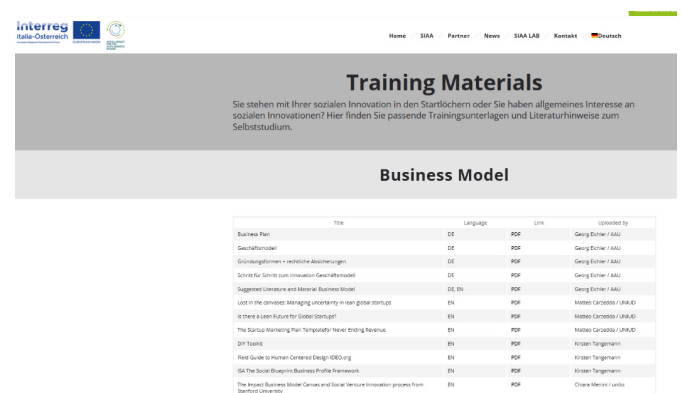 Interreg
Italia-Österreich
EUROPEAN UNION
Home SIAA Partner News SIAA LAB Kontakt Deutsch
Training Materials
Sie stehen mit Ihrer sozialen Innovation in den Startlöchern oder Sie haben allgemeines Interesse an
sozialen Innovationen? Hier finden Sie passende Trainingsunterlagen und Literaturhinweise zum
Selbststudium.
Business Model
Title Language Link Uploaded by
Business Plan DE PDF Georg Eichler / AAU
Geschäftsmodell DE PDF Georg Eichler / AAU
Gründungsformen + rechtliche Absicherungen DE PDF Georg Eichler / AAU
Schritt für Schritt zum innovation Geschäftsmodell DE PDF Georg Eichler / AAU
Suggested Literature and Material Business Model DE, EN PDF Georg Eichler / AAU
Lost in the canvases: Managing uncertainty in lean global startups EN PDF Matteo Carzedda / UNIUD
Is there a Lean Future for Global Startups? EN PDF Matteo Carzedda / UNIUD
The Startup Marketing Plan Templatefor Never Ending Revenue EN PDF Matteo Carzedda / UNIUD
DIY Toolkit EN PDF Kirsten Tangemann
Field Guide to Human Centered Design IDEO.org EN PDF Kirsten Tangemann
ISA The Social Blueprint Business Profile Framework EN PDF Kirsten Tangemann
The Impact Business Model Canvas and Social Venture Innovation process from EN PDF Chiara Menini / unibz
Stanford University